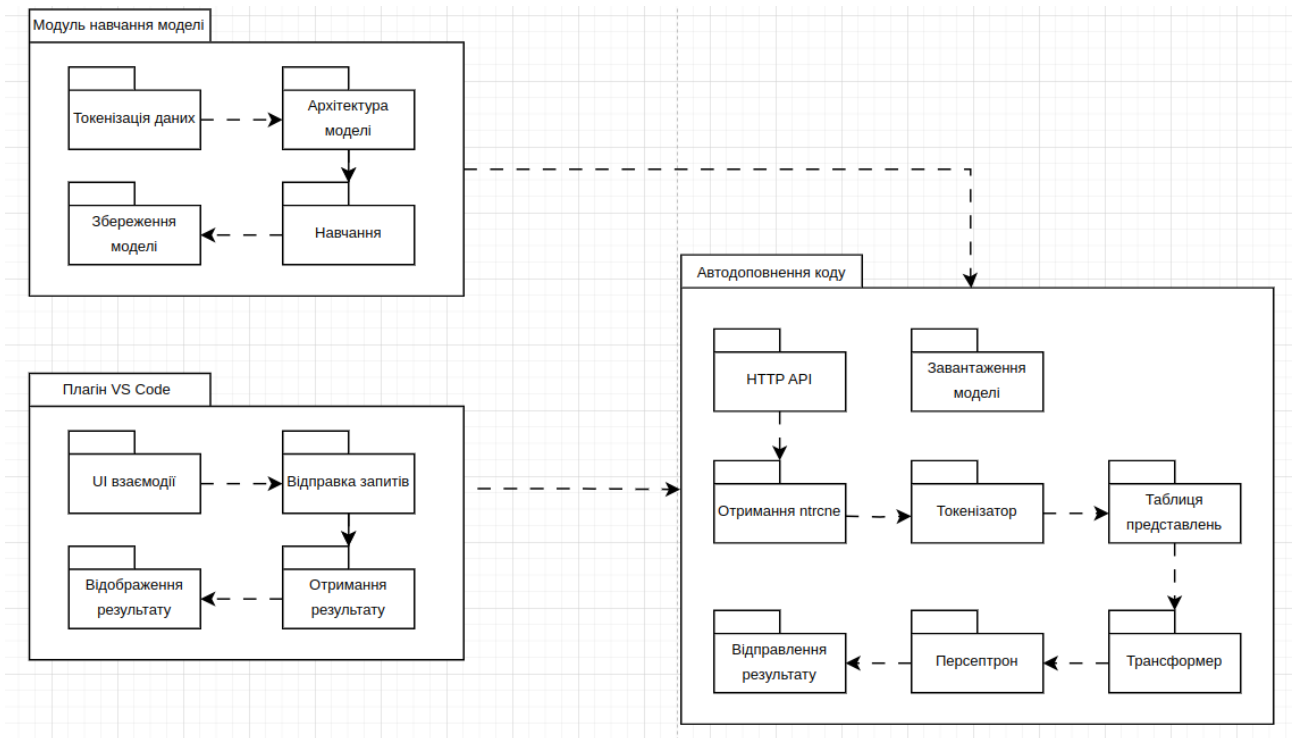 Модуль навчання моделі
Токенізація даних
Архітектура
моделі
Збереження
моделі
Навчання
Плагін VS Code
UI взаємодії
Відправка запитів
Відображення
результату
Отримання
результату
Автодоповнення коду
HTTP API
Завантаження
моделі
Отримання ntrcne
Токенізатор
Таблиця
представлень
Відправлення
результату
Персептрон
Трансформер